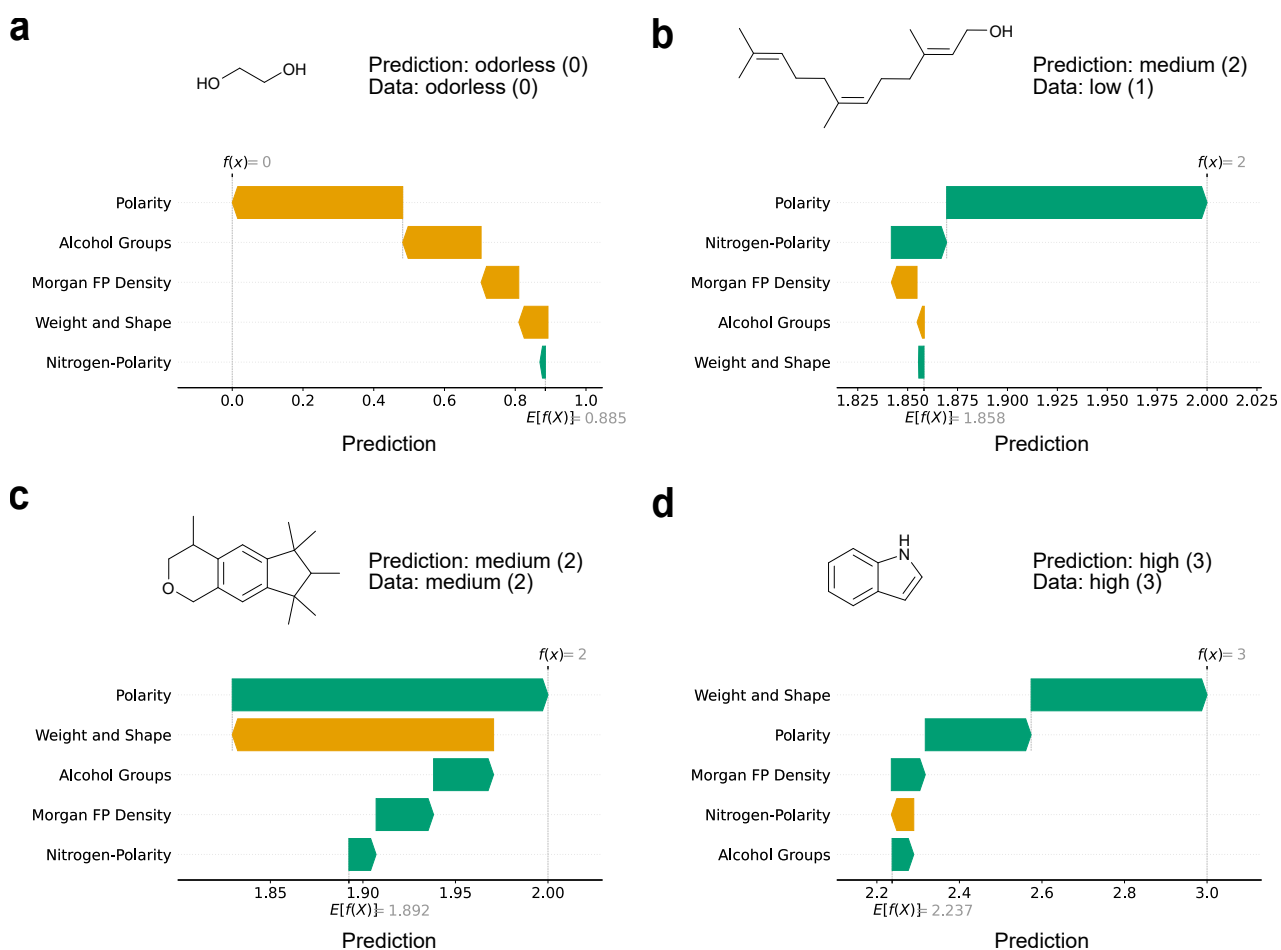 a
HO
OH
Prediction: odorless (0)
Data: odorless (0)
f(x) = 0
Polarity
Alcohol Groups
Morgan FP Density
Weight and Shape
Nitrogen-Polarity
0.0 0.2 0.4 0.6 0.8 1.0
E[f(X)] = 0.885
Prediction
b
OH
Prediction: medium (2)
Data: low (1)
f(x) = 2
Polarity
Nitrogen-Polarity
Morgan FP Density
Alcohol Groups
Weight and Shape
1.825 1.850 1.875 1.900 1.925 1.950 1.975 2.000 2.025
E[f(X)] = 1.858
Prediction
c
O
Prediction: medium (2)
Data: medium (2)
f(x) = 2
Polarity
Weight and Shape
Alcohol Groups
Morgan FP Density
Nitrogen-Polarity
1.85 1.90 1.95 2.00
E[f(X)] = 1.892
Prediction
d
H
N
Prediction: high (3)
Data: high (3)
f(x) = 3
Weight and Shape
Polarity
Morgan FP Density
Nitrogen-Polarity
Alcohol Groups
2.2 2.4 2.6 2.8 3.0
E[f(X)] = 2.237
Prediction